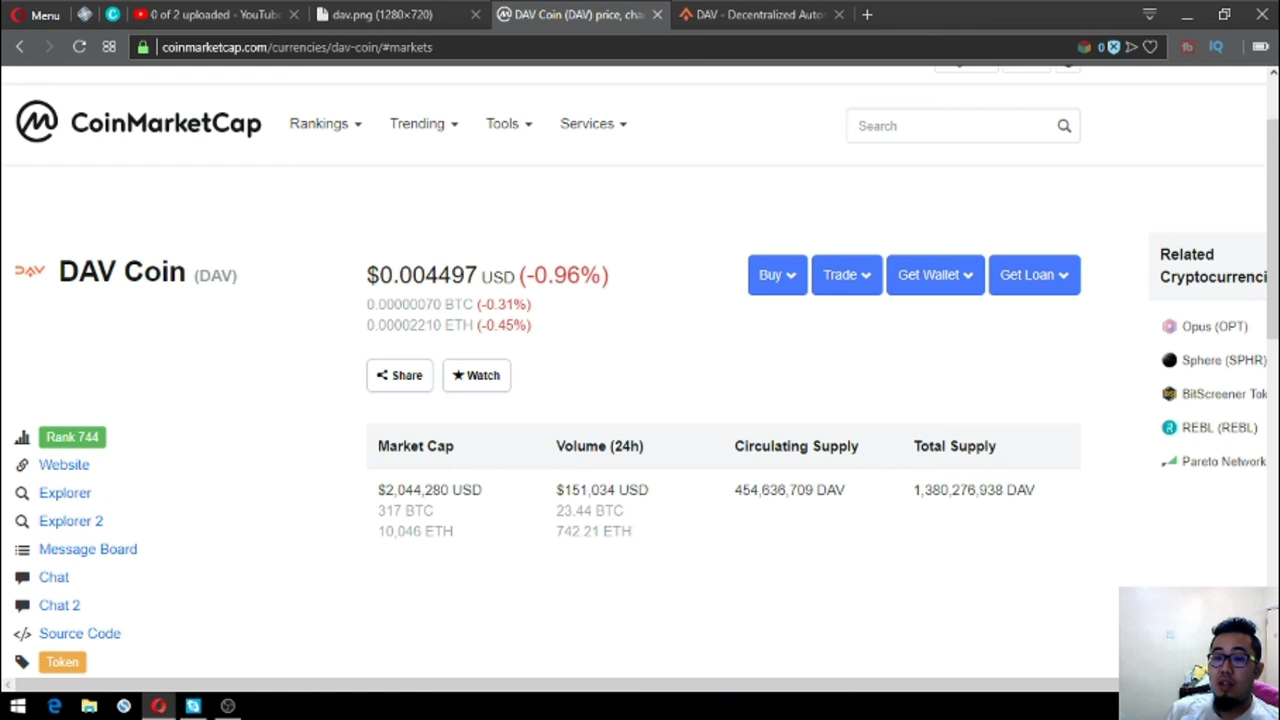 Menu
0 of 2 uploaded - YouTube
dav.png (1280×720)
DAV Coin (DAV) price, cha
DAV - Decentralized Auto
coinmarketcap.com/currencies/dav-coin/#markets
0
IQ
CoinMarketCap
Rankings
Trending
Tools
Services
Search
DAV
DAV Coin (DAV)
$0.004497 USD (-0.96%)
0.00000070 BTC (-0.31%)
0.00002210 ETH (-0.45%)
Buy
Trade
Get Wallet
Get Loan
Share
Watch
Related
Cryptocurrenci
Opus (OPT)
Sphere (SPHR)
BitScreener Tok
REBL (REBL)
Pareto Network
Rank 744
Website
Explorer
Explorer 2
Message Board
Chat
Chat 2
Source Code
Token
Market Cap Volume (24h) Circulating Supply Total Supply
$2,044,280 USD $151,034 USD 454,636,709 DAV 1,380,276,938 DAV
317 BTC 23.44 BTC
10,046 ETH 742.21 ETH